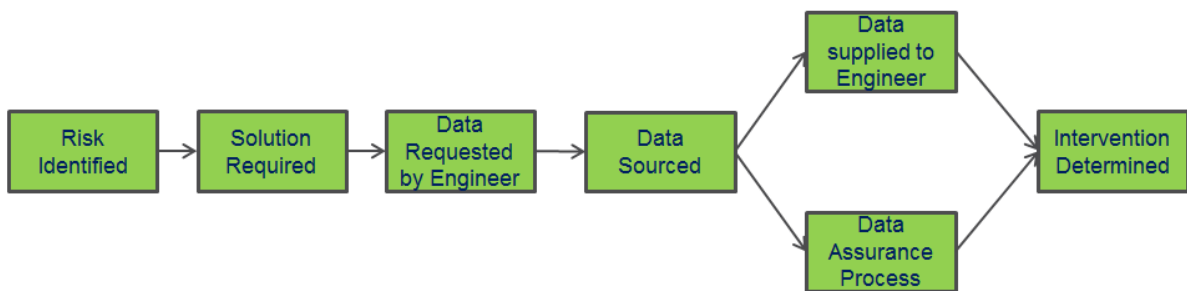 Risk
Identified
Solution
Required
Data
Requested
by Engineer
Data
Sourced
Data
supplied to
Engineer
Data
Assurance
Process
Intervention
Determined